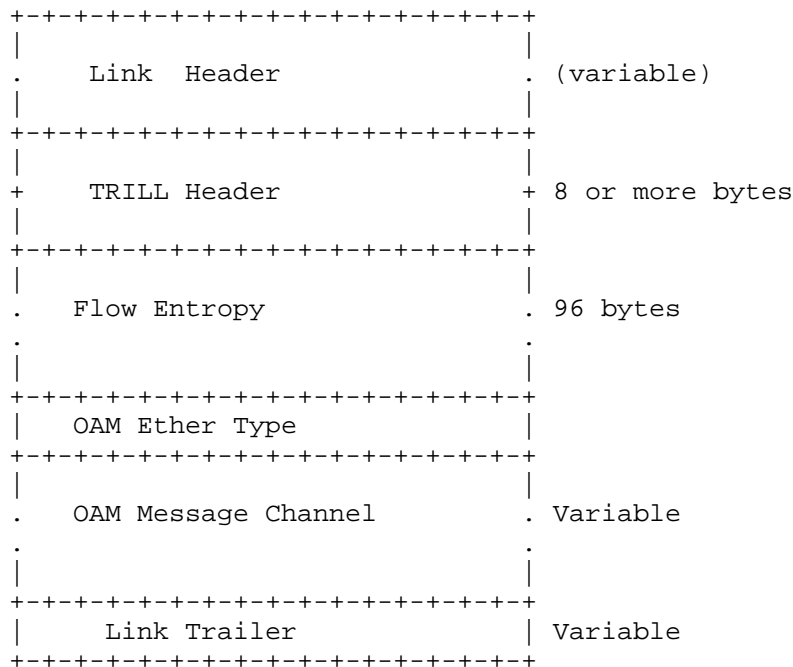 +-+-+-+-+-+-+-+-+-+-+-+-+-+-+-+-+
|                               |
.    Link  Header               . (variable)
|                               |
+-+-+-+-+-+-+-+-+-+-+-+-+-+-+-+-+
|                               |
+    TRILL Header               + 8 or more bytes
|                               |
+-+-+-+-+-+-+-+-+-+-+-+-+-+-+-+-+
|                               |
.   Flow Entropy                . 96 bytes
.                               .
|                               |
+-+-+-+-+-+-+-+-+-+-+-+-+-+-+-+-+
|   OAM Ether Type              |
+-+-+-+-+-+-+-+-+-+-+-+-+-+-+-+-+
|                               |
.   OAM Message Channel         . Variable
.                               .
|                               |
+-+-+-+-+-+-+-+-+-+-+-+-+-+-+-+-+
|     Link Trailer              | Variable
+-+-+-+-+-+-+-+-+-+-+-+-+-+-+-+-+